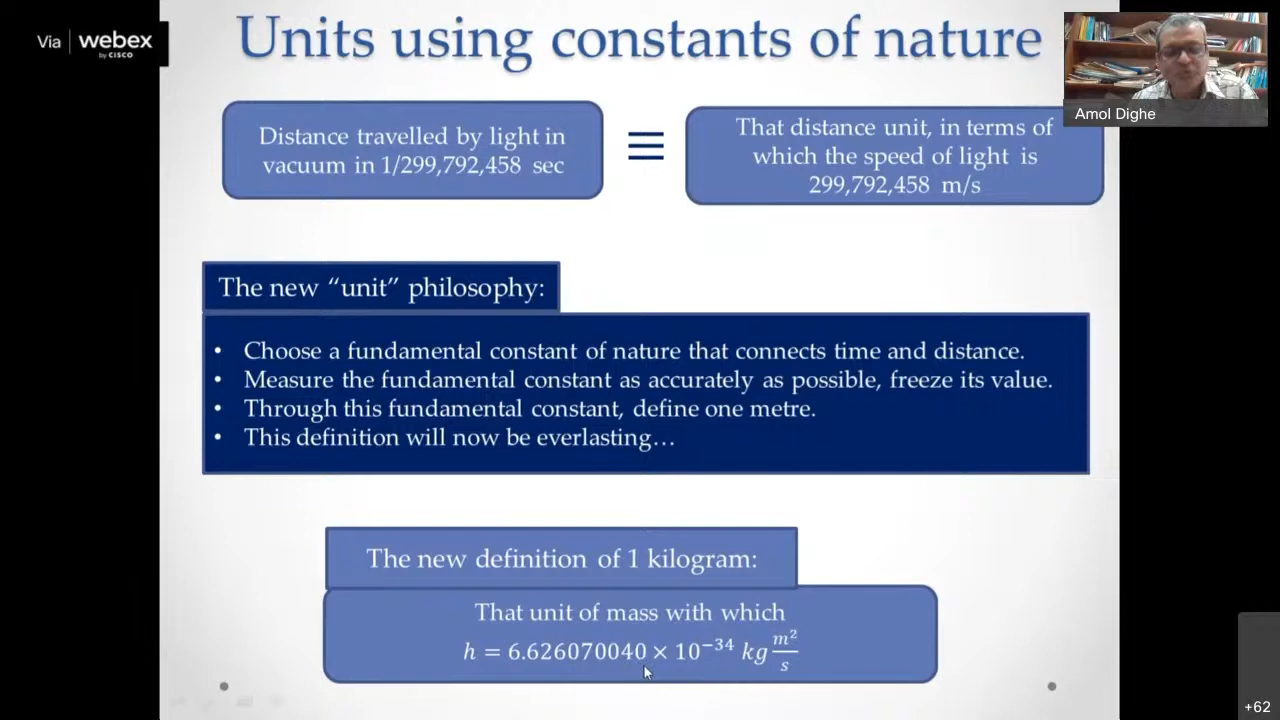 Via | webex
by CISCO
Units using constants of nature
Amol Dighe
Distance travelled by light in
vacuum in 1/299,792,458 sec
≡
That distance unit, in terms of
which the speed of light is
299,792,458 m/s
The new “unit” philosophy:
• Choose a fundamental constant of nature that connects time and distance.
• Measure the fundamental constant as accurately as possible, freeze its value.
• Through this fundamental constant, define one metre.
• This definition will now be everlasting…
The new definition of 1 kilogram:
That unit of mass with which
h = 6.626070040 × 10⁻³⁴ kg m²/s
+62